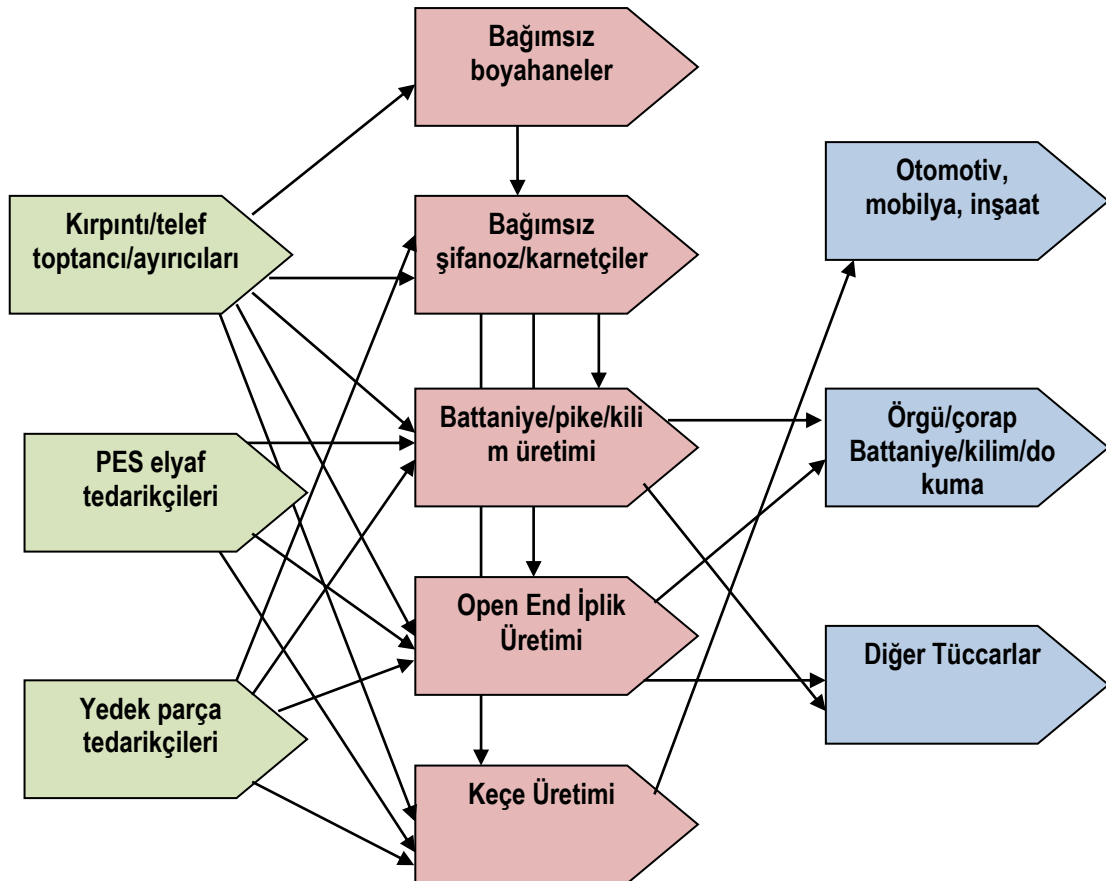 Bağımsız
boyahaneler
Otomotiv,
mobilya, inşaat
Kırpıntı/telef
toptancı/ayırıcıları
Bağımsız
şifanoz/karnetçiler
Battaniye/pike/kili
m üretimi
Örgü/çorap
Battaniye/kilim/do
kuma
PES elyaf
tedarikçileri
Open End İplik
Üretimi
Diğer Tüccarlar
Yedek parça
tedarikçileri
Keçe Üretimi